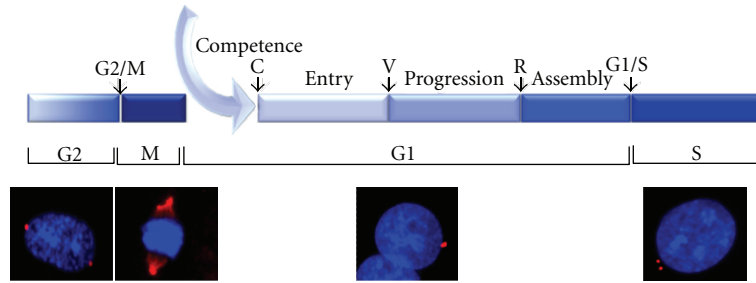 Competence
G2/M
C
V
R
G1/S
Entry
Progression
Assembly
G2
M
G1
S